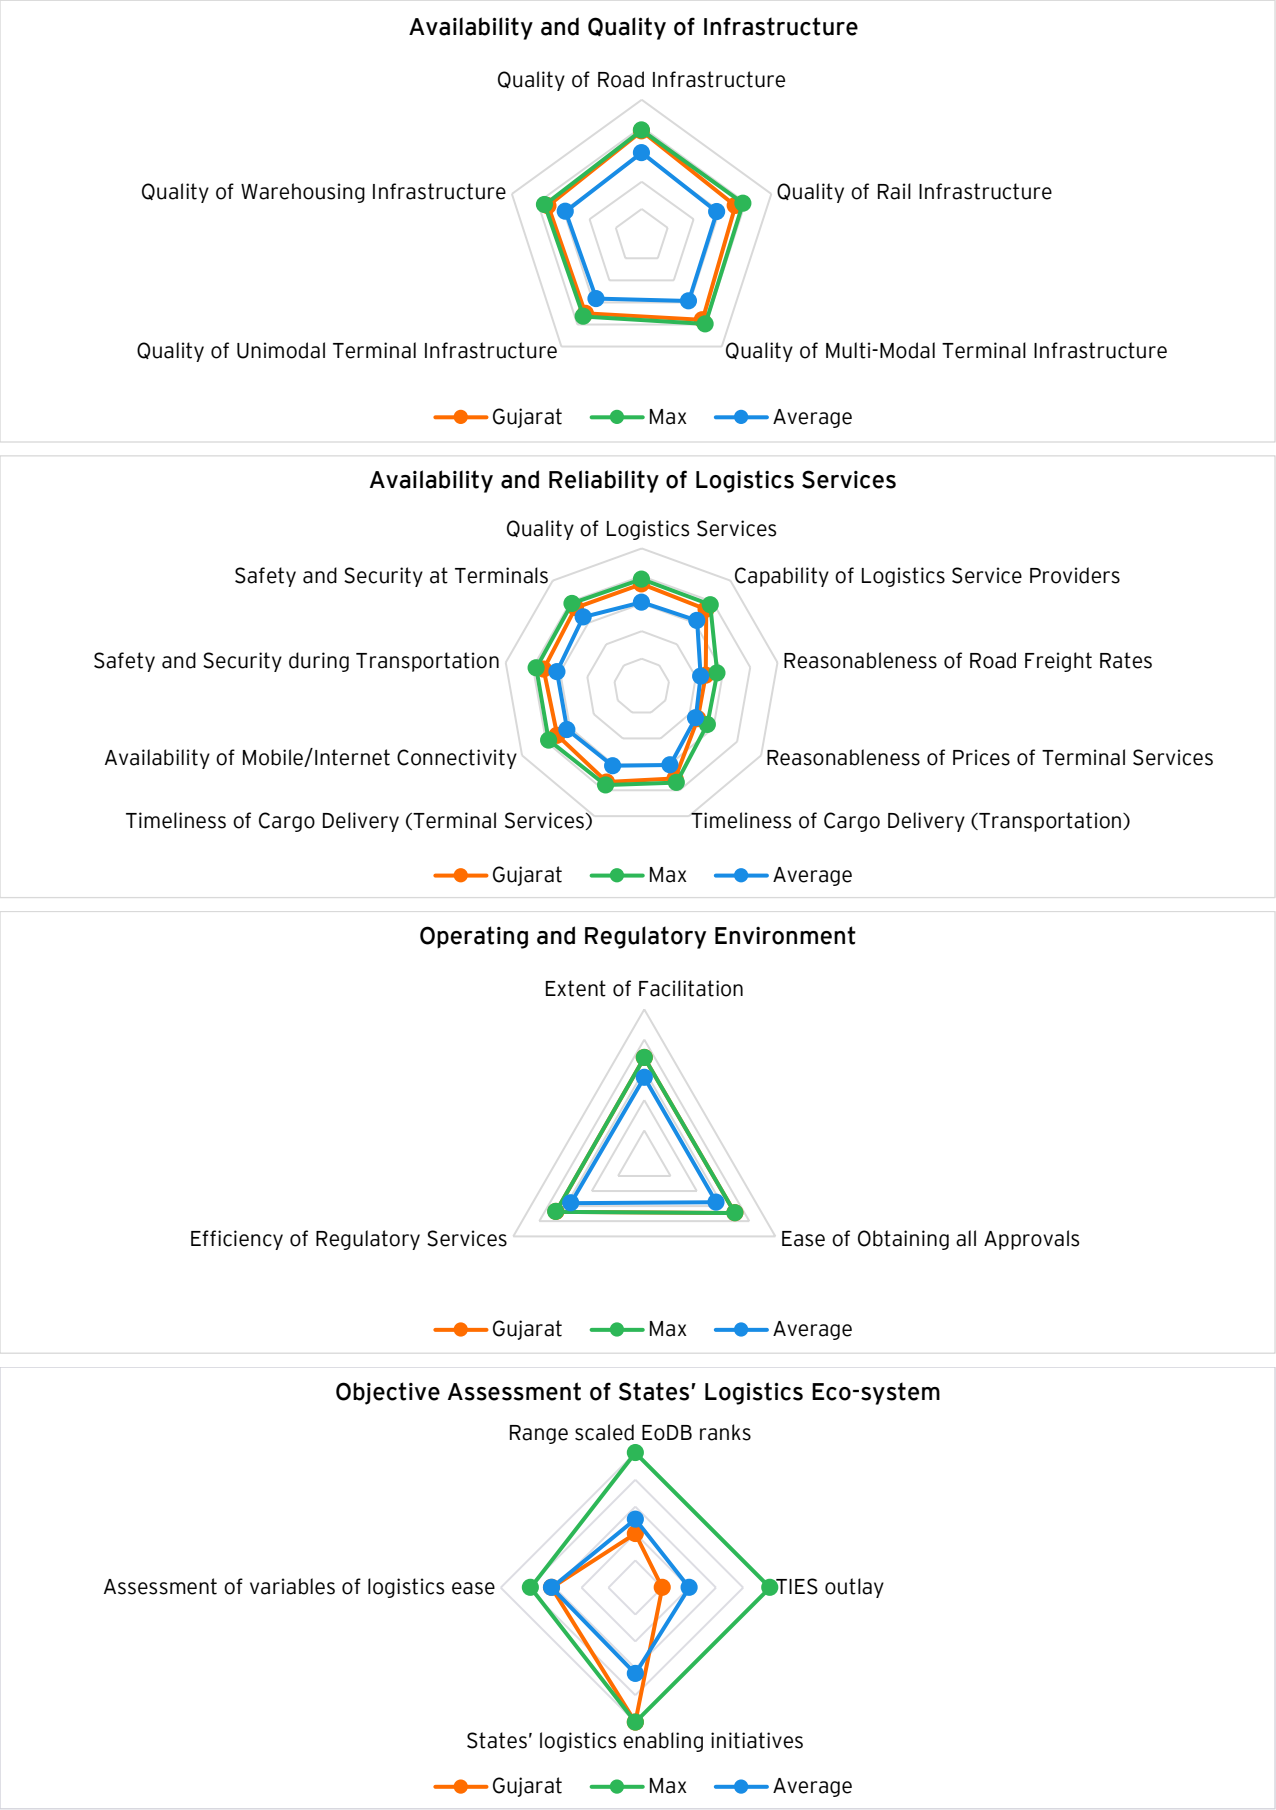 Availability and Quality of Infrastructure
Quality of Road Infrastructure
Quality of Warehousing Infrastructure
Quality of Rail Infrastructure
Quality of Unimodal Terminal Infrastructure
Quality of Multi-Modal Terminal Infrastructure
Gujarat Max Average
Availability and Reliability of Logistics Services
Quality of Logistics Services
Safety and Security at Terminals
Capability of Logistics Service Providers
Safety and Security during Transportation
Reasonableness of Road Freight Rates
Availability of Mobile/Internet Connectivity
Reasonableness of Prices of Terminal Services
Timeliness of Cargo Delivery (Terminal Services)
Timeliness of Cargo Delivery (Transportation)
Gujarat Max Average
Operating and Regulatory Environment
Extent of Facilitation
Efficiency of Regulatory Services
Ease of Obtaining all Approvals
Gujarat Max Average
Objective Assessment of States’ Logistics Eco-system
Range scaled EoDB ranks
Assessment of variables of logistics ease
TIES outlay
States’ logistics enabling initiatives
Gujarat Max Average